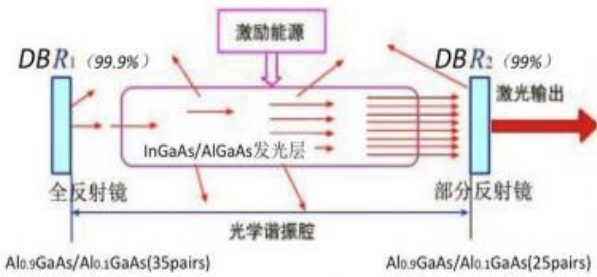 激励能源
DBR₁ (99.9%)
DBR₂ (99%)
激光输出
InGaAs/AlGaAs发光层
全反射镜
部分反射镜
光学谐振腔
Al₀.₉GaAs/Al₀.₁GaAs(35pairs)
Al₀.₉GaAs/Al₀.₁GaAs(25pairs)